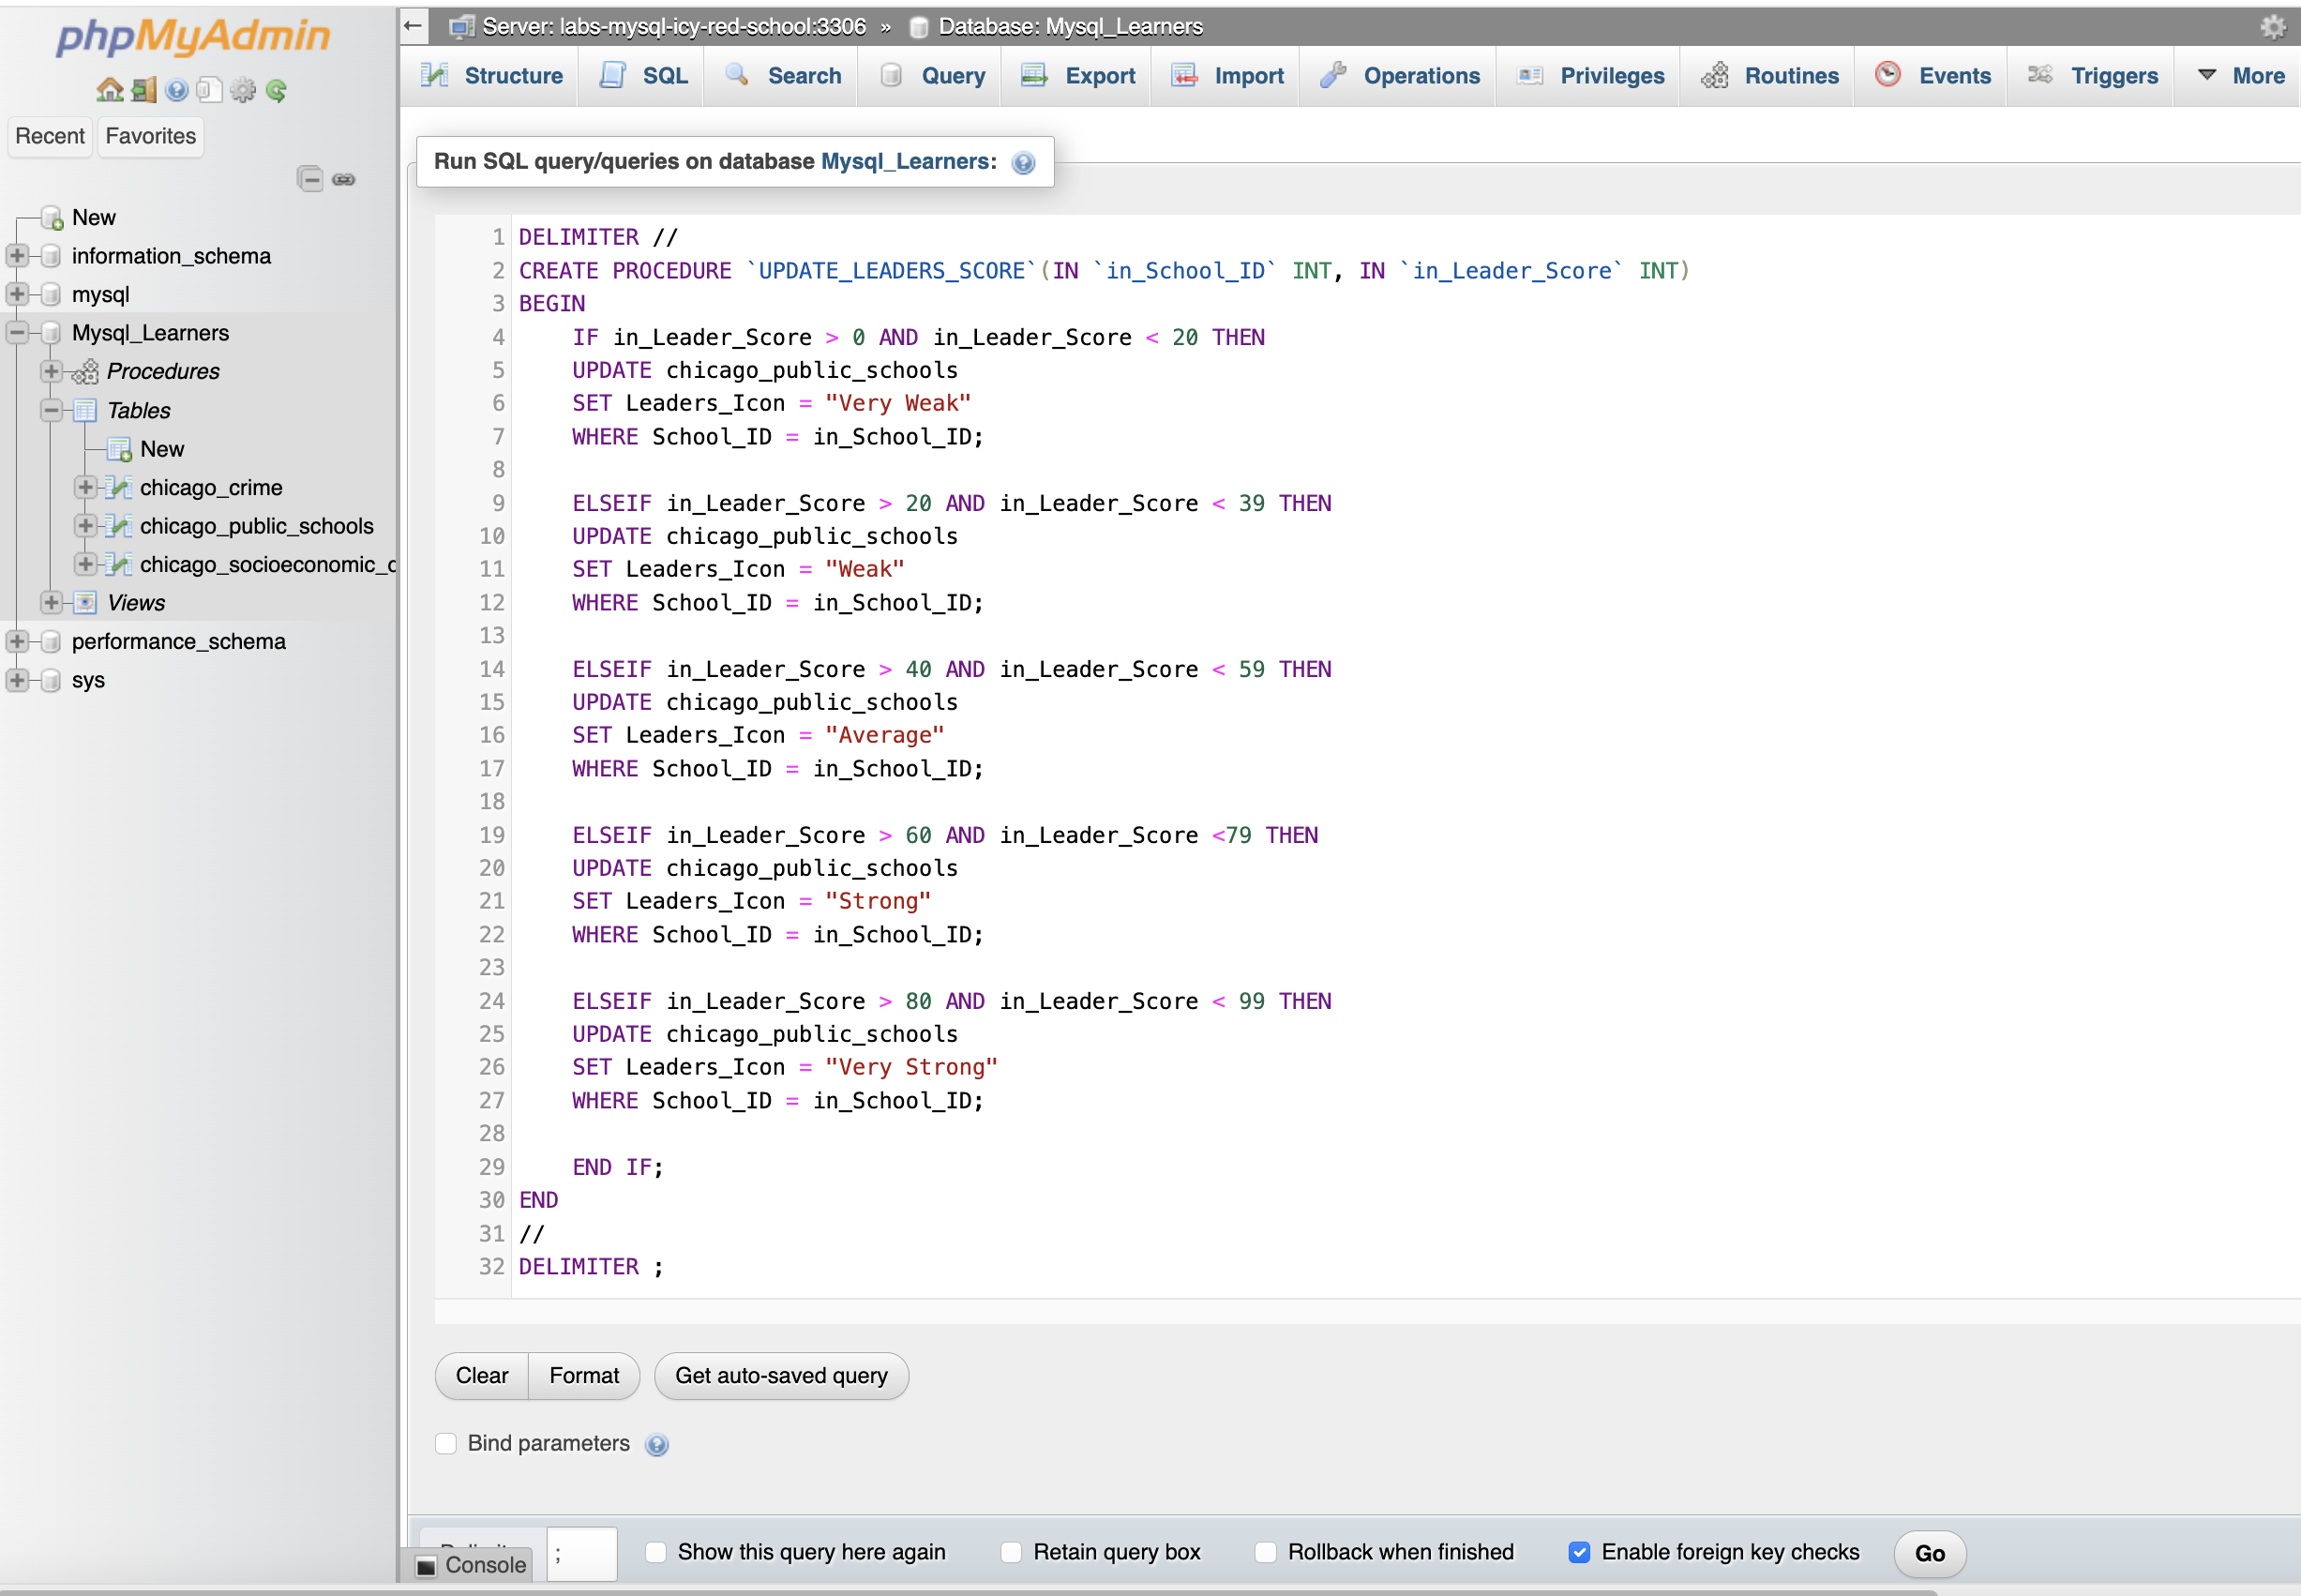 phpMyAdmin
Recent Favorites
New
information_schema
mysql
Mysql_Learners
Procedures
Tables
New
chicago_crime
chicago_public_schools
chicago_socioeconomic_
Views
performance_schema
sys
Server: labs-mysql-icy-red-school:3306 » Database: Mysql_Learners
Structure SQL Search Query Export Import Operations Privileges Routines Events Triggers More
Run SQL query/queries on database Mysql_Learners:
1 DELIMITER //
2 CREATE PROCEDURE `UPDATE_LEADERS_SCORE`(IN `in_School_ID` INT, IN `in_Leader_Score` INT)
3 BEGIN
4 IF in_Leader_Score > 0 AND in_Leader_Score < 20 THEN
5 UPDATE chicago_public_schools
6 SET Leaders_Icon = "Very Weak"
7 WHERE School_ID = in_School_ID;
8
9 ELSEIF in_Leader_Score > 20 AND in_Leader_Score < 39 THEN
10 UPDATE chicago_public_schools
11 SET Leaders_Icon = "Weak"
12 WHERE School_ID = in_School_ID;
13
14 ELSEIF in_Leader_Score > 40 AND in_Leader_Score < 59 THEN
15 UPDATE chicago_public_schools
16 SET Leaders_Icon = "Average"
17 WHERE School_ID = in_School_ID;
18
19 ELSEIF in_Leader_Score > 60 AND in_Leader_Score <79 THEN
20 UPDATE chicago_public_schools
21 SET Leaders_Icon = "Strong"
22 WHERE School_ID = in_School_ID;
23
24 ELSEIF in_Leader_Score > 80 AND in_Leader_Score < 99 THEN
25 UPDATE chicago_public_schools
26 SET Leaders_Icon = "Very Strong"
27 WHERE School_ID = in_School_ID;
28
29 END IF;
30 END
31 //
32 DELIMITER ;
Clear Format Get auto-saved query
Bind parameters
; Show this query here again Retain query box Rollback when finished Enable foreign key checks Go
Console